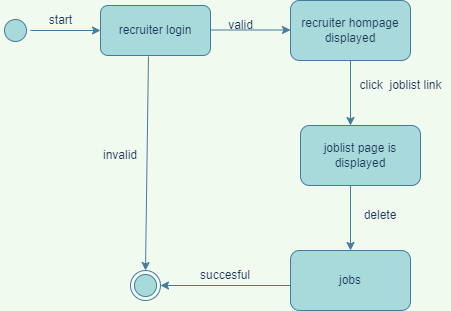 start
recruiter login
valid
recruiter hompage
displayed
click joblist link
invalid
joblist page is
displayed
delete
succesful
jobs